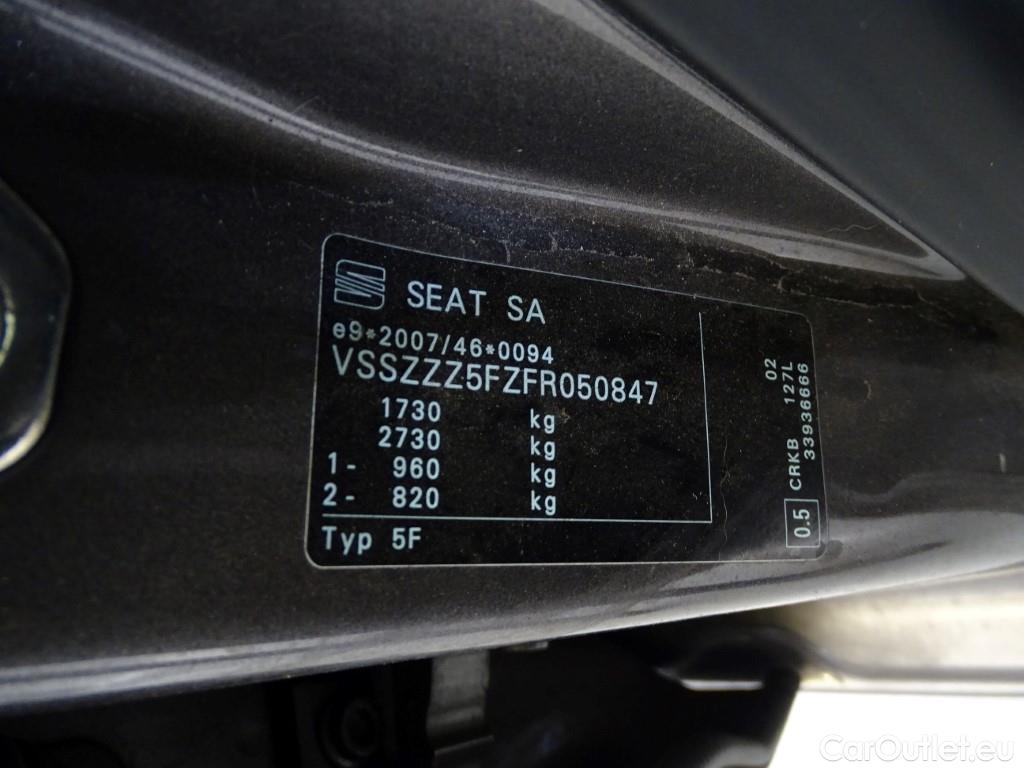 SEAT SA
e9*2007/46*0094
VSSZZZ5FZFR050847
1730 kg
2730 kg
1- 960 kg
2- 820 kg
Typ 5F
02
CRKB 127L
33936666
0.5
CarOutlet.eu